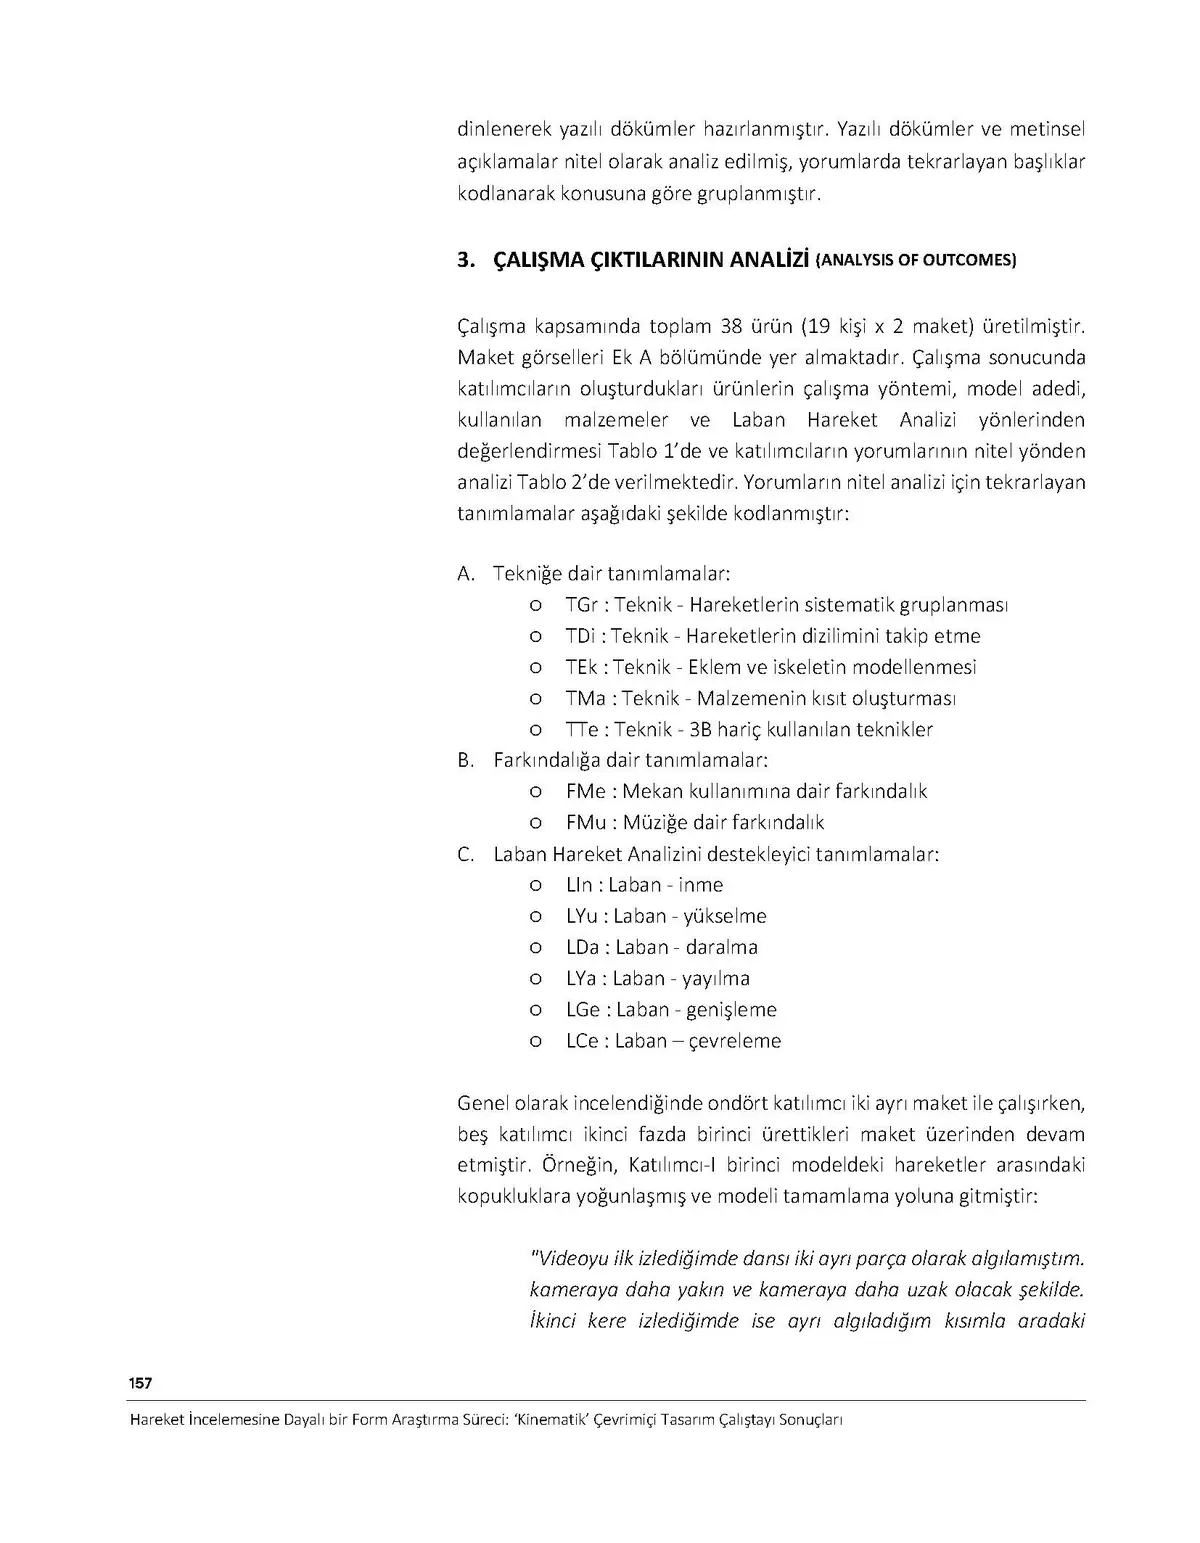 dinlenerek yazılı dökümler hazırlanmıştır. Yazılı dökümler ve metinsel
açıklamalar nitel olarak analiz edilmiş, yorumlarda tekrarlayan başlıklar
kodlanarak konusuna göre gruplanmıştır.
3. ÇALIŞMA ÇIKTILARININ ANALİZİ (ANALYSIS OF OUTCOMES)
Çalışma kapsamında toplam 38 ürün (19 kişi x 2 maket) üretilmiştir.
Maket görselleri Ek A bölümünde yer almaktadır. Çalışma sonucunda
katılımcıların oluşturdukları ürünlerin çalışma yöntemi, model adedi,
kullanılan malzemeler ve Laban Hareket Analizi yönlerinden
değerlendirmesi Tablo 1’de ve katılımcıların yorumlarının nitel yönden
analizi Tablo 2’de verilmektedir. Yorumların nitel analizi için tekrarlayan
tanımlamalar aşağıdaki şekilde kodlanmıştır:
A. Tekniğe dair tanımlamalar:
o TGr : Teknik - Hareketlerin sistematik gruplanması
o TDi : Teknik - Hareketlerin dizilimini takip etme
o TEk : Teknik - Eklem ve iskeletin modellenmesi
o TMa : Teknik - Malzemenin kısıt oluşturması
o TTe : Teknik - 3B hariç kullanılan teknikler
B. Farkındalığa dair tanımlamalar:
o FMe : Mekan kullanımına dair farkındalık
o FMu : Müziğe dair farkındalık
C. Laban Hareket Analizini destekleyici tanımlamalar:
o LIn : Laban - inme
o LYu : Laban - yükselme
o LDa : Laban - daralma
o LYa : Laban - yayılma
o LGe : Laban - genişleme
o LCe : Laban – çevreleme
Genel olarak incelendiğinde ondört katılımcı iki ayrı maket ile çalışırken,
beş katılımcı ikinci fazda birinci ürettikleri maket üzerinden devam
etmiştir. Örneğin, Katılımcı-I birinci modeldeki hareketler arasındaki
kopukluklara yoğunlaşmış ve modeli tamamlama yoluna gitmiştir:
"Videoyu ilk izlediğimde dansı iki ayrı parça olarak algılamıştım.
kameraya daha yakın ve kameraya daha uzak olacak şekilde.
İkinci kere izlediğimde ise ayrı algıladığım kısımla aradaki
157
Hareket İncelemesine Dayalı bir Form Araştırma Süreci: ‘Kinematik’ Çevrimiçi Tasarım Çalıştayı Sonuçları